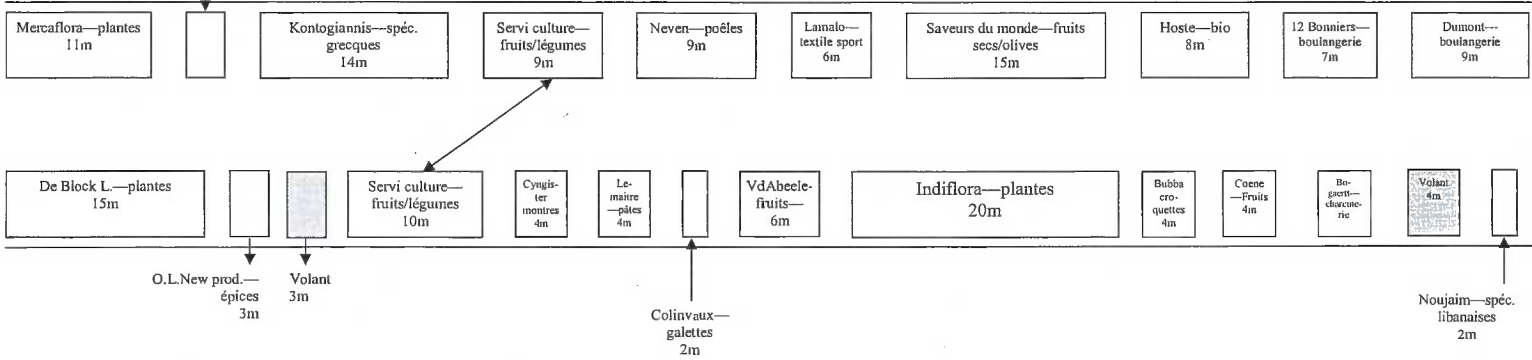 Mercaflora—plantes
11m
Kontogiannis—spéc.
grecques
14m
Servi culture—
fruits/légumes
9m
Neven—poêles
9m
Lamalo—
textile sport
6m
Saveurs du monde—fruits
secs/olives
15m
Hoste—bio
8m
12 Bonniers—
boulangerie
7m
Dumont—
boulangerie
9m
De Block L.—plantes
15m
Servi culture—
fruits/légumes
10m
Cyngis-
ter
montres
4m
Le-
maitre
—pâtes
4m
VdAbeele-
fruits—
6m
Indiflora—plantes
20m
Bubba
cro-
quettes
4m
Coene
—Fruits
4m
charcute-
rie
Volant
4m
O.L.New prod.—
épices
3m
Volant
3m
Colinvaux—
galettes
2m
Noujaim—spéc.
libanaises
2m